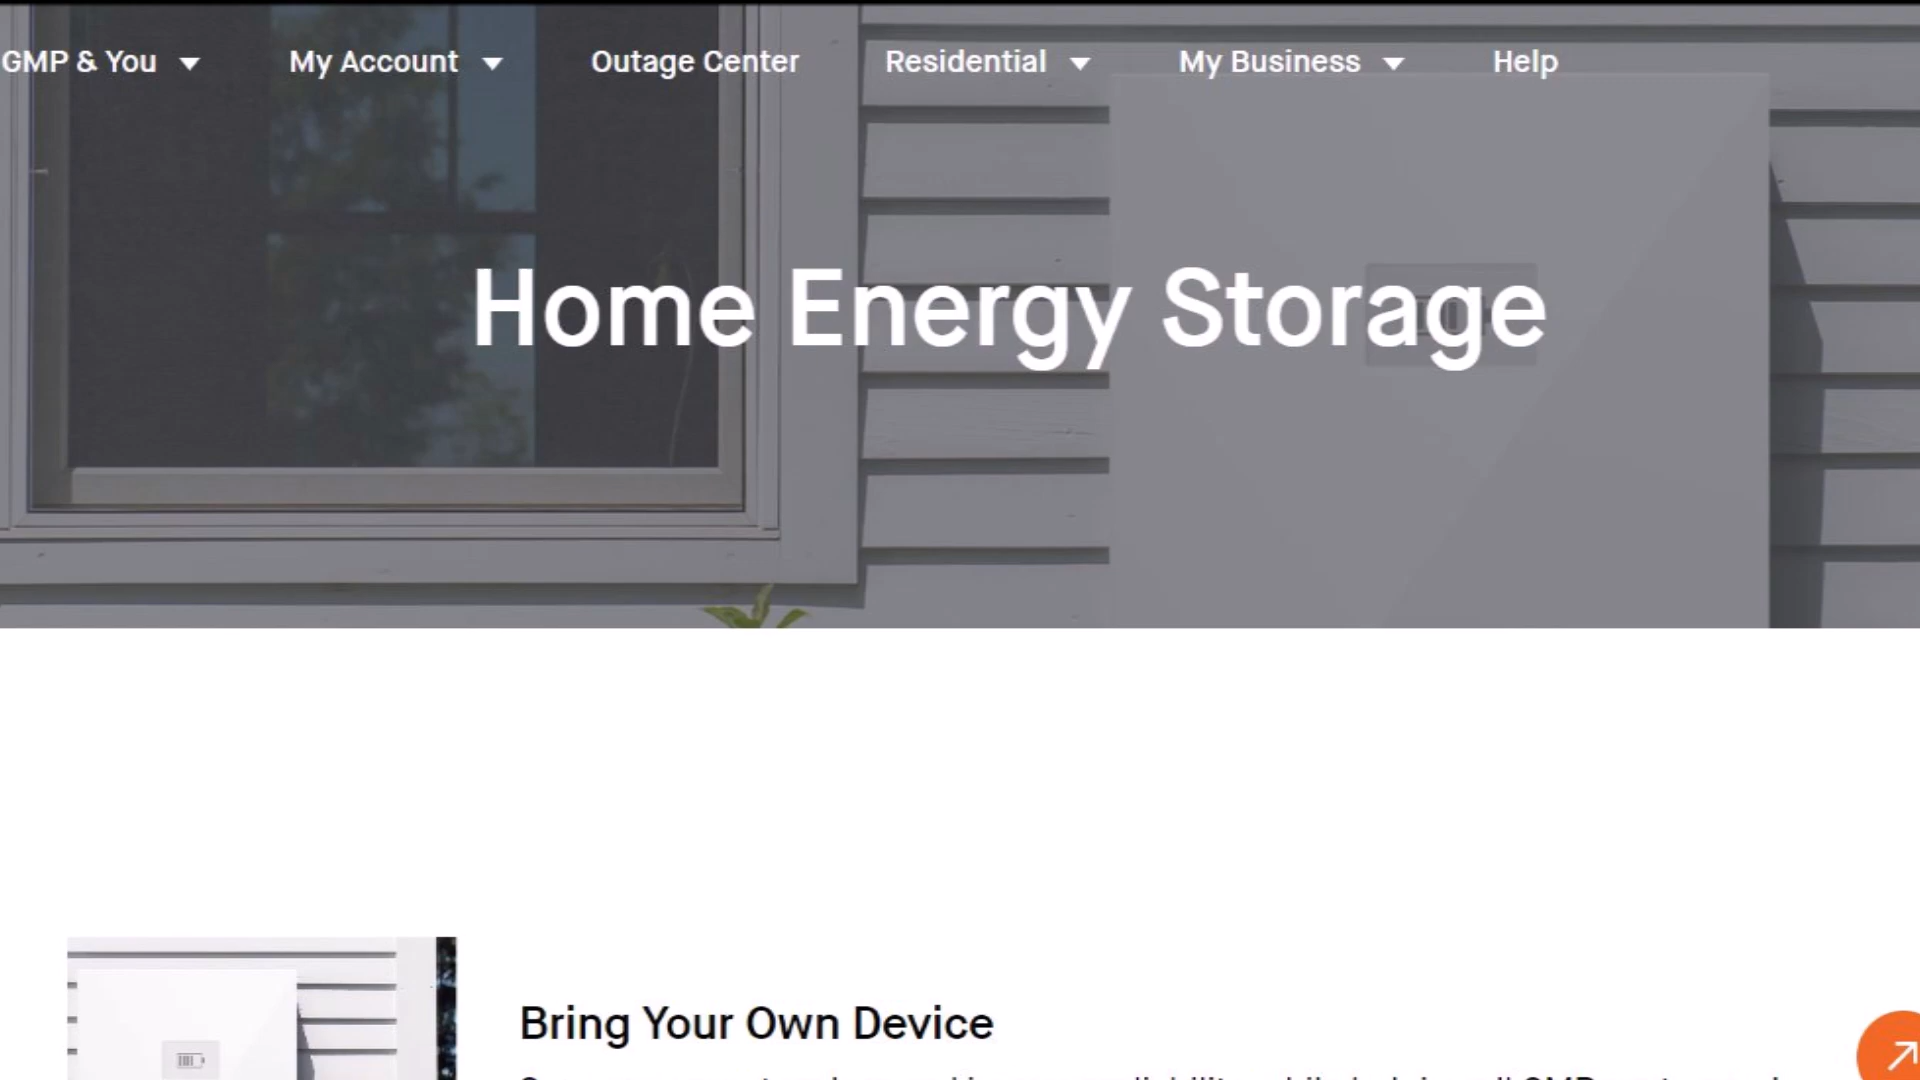 GMP & You
My Account
Outage Center
Residential
My Business
Help
Home Energy Storage
Bring Your Own Device